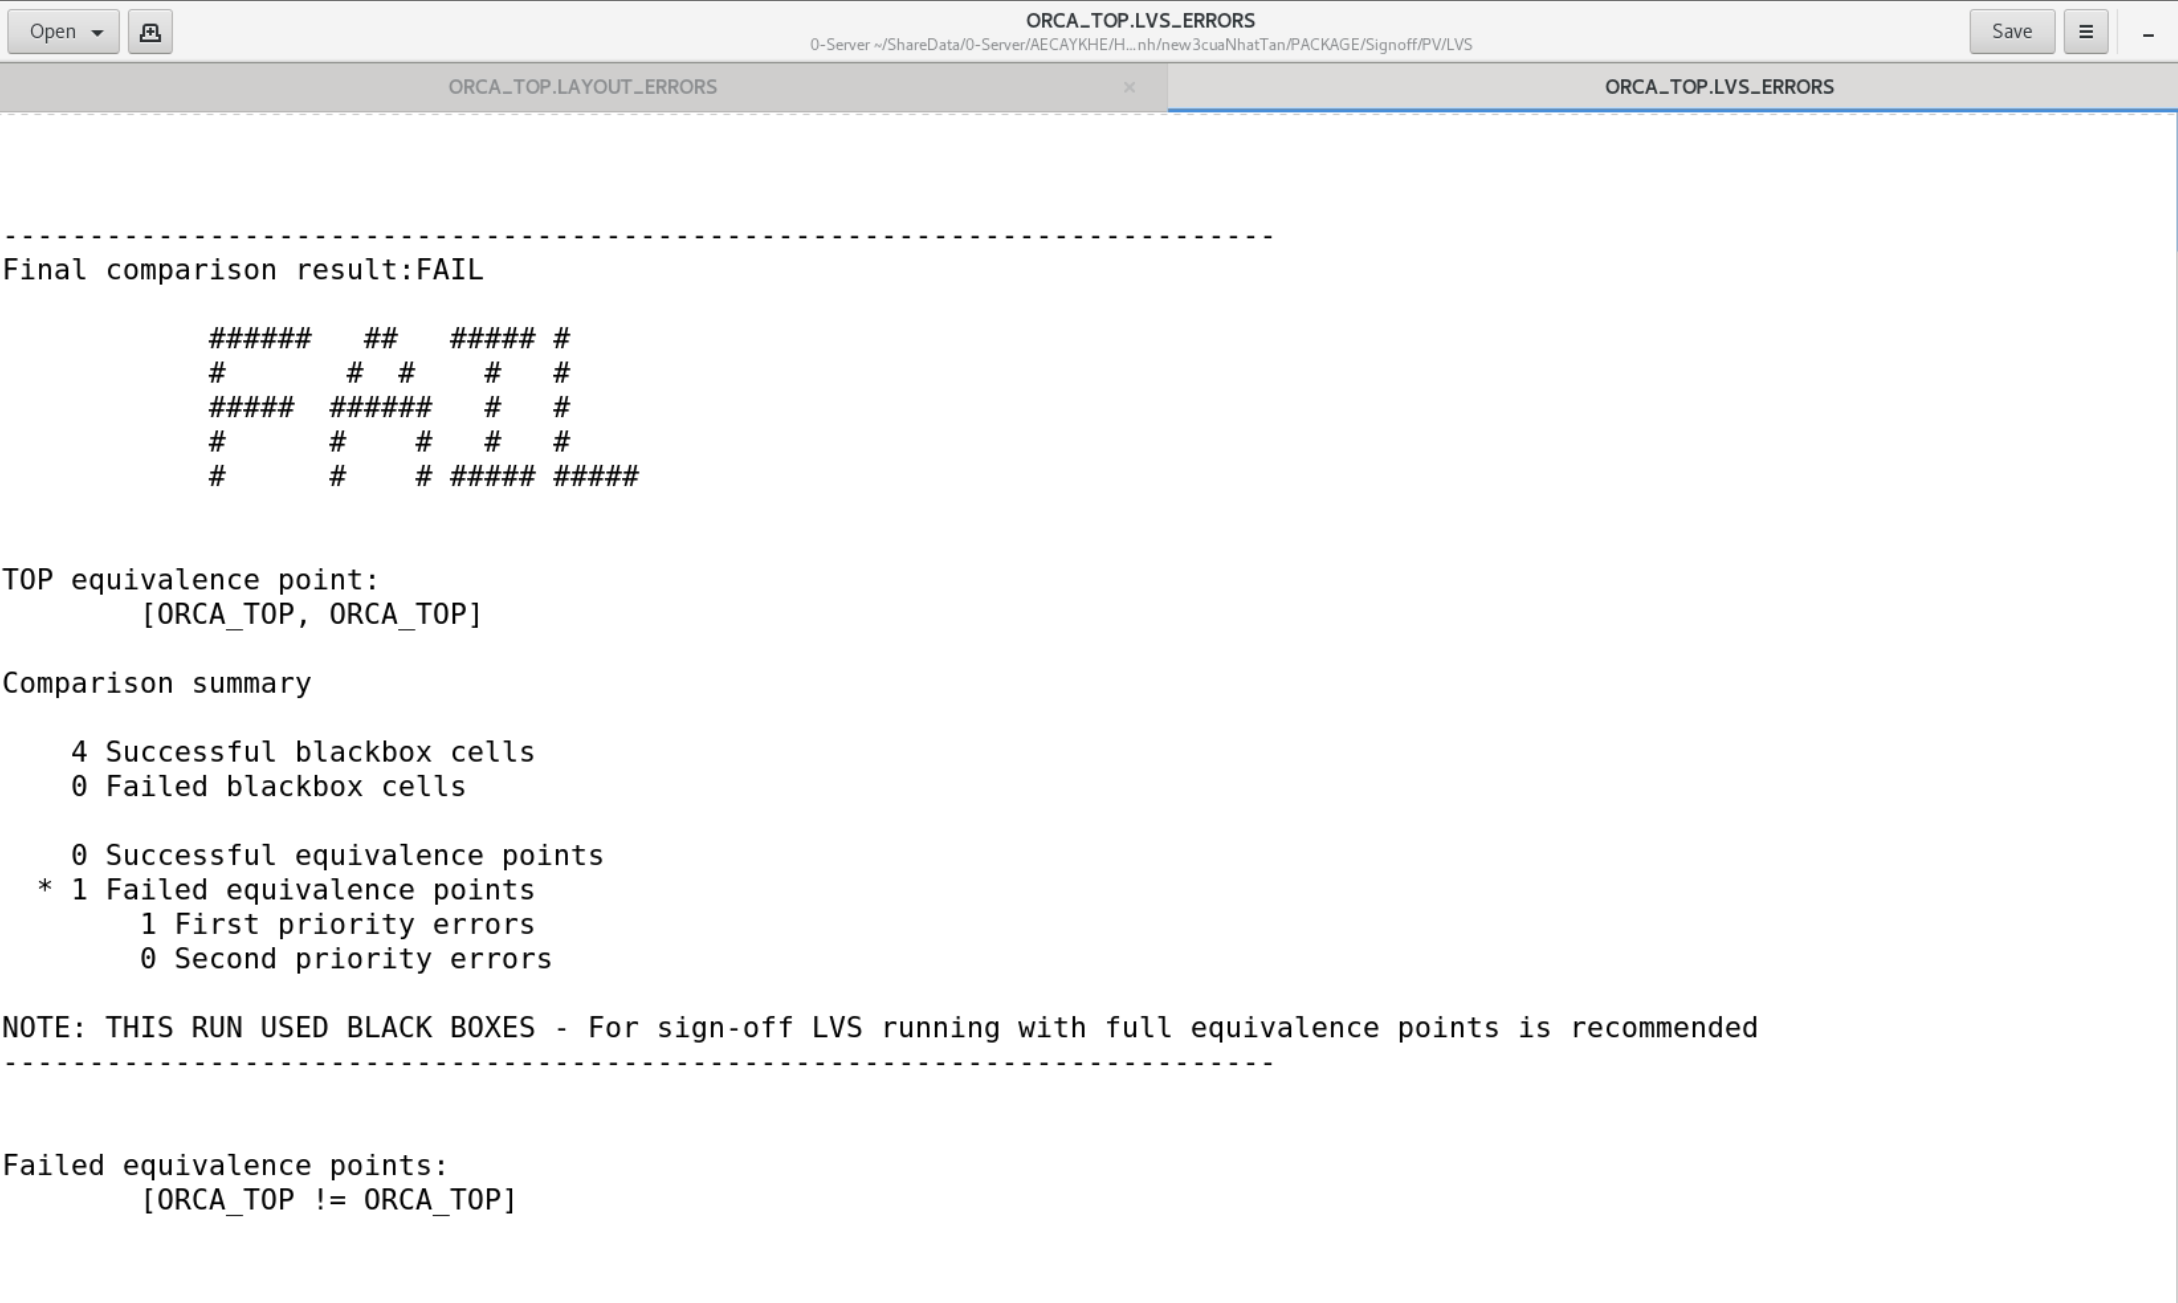 Open
ORCA_TOP.LVS_ERRORS
0-Server ~/ShareData/0-Server/AECAYKHE/H…nh/new3cuaNhatTan/PACKAGE/Signoff/PV/LVS
Save
ORCA_TOP.LAYOUT_ERRORS ×
ORCA_TOP.LVS_ERRORS
--------------------------------------------------------------------------
Final comparison result:FAIL
            ######   ##   ##### #
            #       #  #    #   #
            #####  ######   #   #
            #      #    #   #   #
            #      #    # ##### #####
TOP equivalence point:
        [ORCA_TOP, ORCA_TOP]
Comparison summary
    4 Successful blackbox cells
    0 Failed blackbox cells
    0 Successful equivalence points
  * 1 Failed equivalence points
        1 First priority errors
        0 Second priority errors
NOTE: THIS RUN USED BLACK BOXES - For sign-off LVS running with full equivalence points is recommended
--------------------------------------------------------------------------
Failed equivalence points:
        [ORCA_TOP != ORCA_TOP]